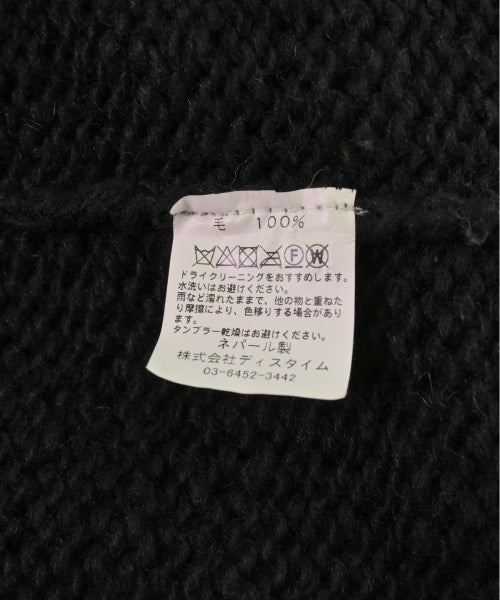 毛 100%
F W
ドライクリーニングをおすすめします。
水洗いはお避けください。
雨など濡れたままで、他の物と重ねた
り摩擦により、色移りする場合があり
ます。
タンブラー乾燥はお避けください。
ネパール製
株式会社ディスタイム
03-6452-3442